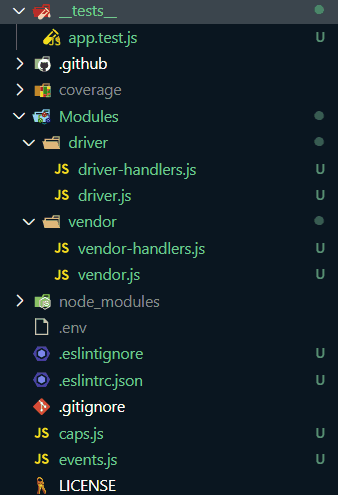 __tests__
app.test.js U
.github
coverage
Modules
driver
JS driver-handlers.js U
JS driver.js U
vendor
JS vendor-handlers.js U
JS vendor.js U
node_modules
.env
.eslintignore U
.eslintrc.json U
.gitignore
JS caps.js U
JS events.js U
LICENSE